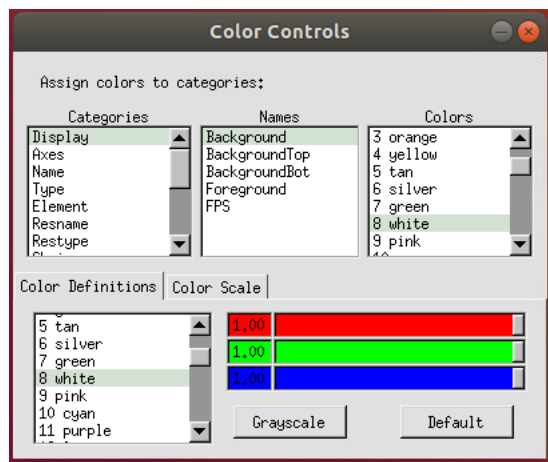 Color Controls
Assign colors to categories:
Categories
Names
Colors
Display
Axes
Name
Type
Element
Resname
Restype
Background
BackgroundTop
BackgroundBot
Foreground
FPS
3 orange
4 yellow
5 tan
6 silver
7 green
8 white
9 pink
Color Definitions
Color Scale
5 tan
6 silver
7 green
8 white
9 pink
10 cyan
11 purple
1.00
1.00
1.00
Grayscale
Default